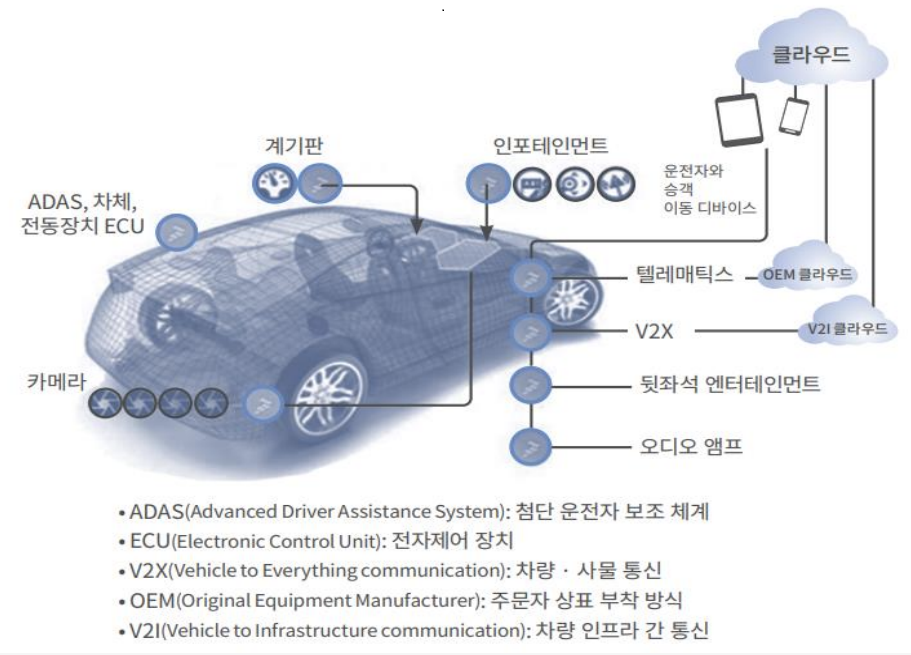 클라우드
계기판
인포테인먼트
운전자와
승객
이동 디바이스
ADAS, 차체,
전동장치 ECU
텔레매틱스
OEM 클라우드
V2X
V2I 클라우드
카메라
뒷좌석 엔터테인먼트
오디오 앰프
• ADAS(Advanced Driver Assistance System): 첨단 운전자 보조 체계
• ECU(Electronic Control Unit): 전자제어 장치
• V2X(Vehicle to Everything communication): 차량 · 사물 통신
• OEM(Original Equipment Manufacturer): 주문자 상표 부착 방식
• V2I(Vehicle to Infrastructure communication): 차량 인프라 간 통신